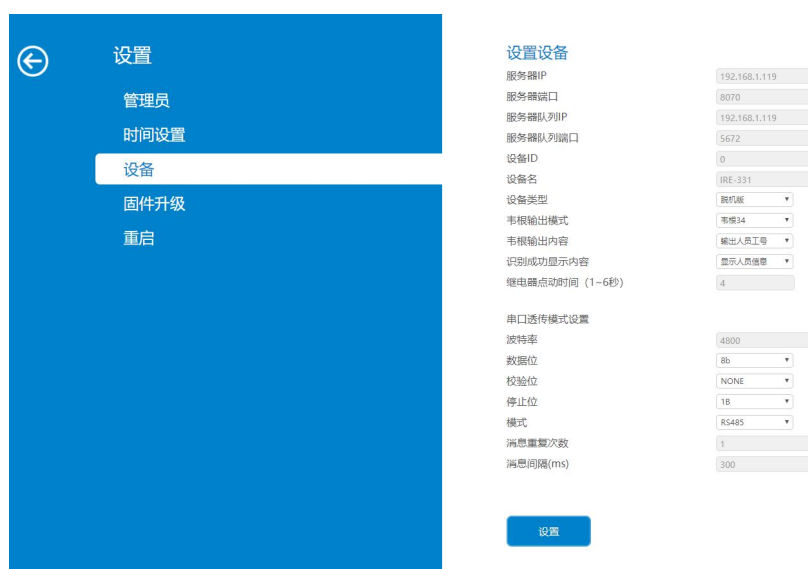 设置
管理员
时间设置
设备
固件升级
重启
设置设备
服务器IP 192.168.1.119
服务器端口 8070
服务器队列IP 192.168.1.119
服务器队列端口 5672
设备ID 0
设备名 IRE-331
设备类型 脱机版
韦根输出模式 韦根34
韦根输出内容 输出人员工号
识别成功显示内容 显示人员信息
继电器点动时间（1~6秒） 4
串口透传模式设置
波特率 4800
数据位 8b
校验位 NONE
停止位 1B
模式 RS485
消息重复次数 1
消息间隔(ms) 300
设置